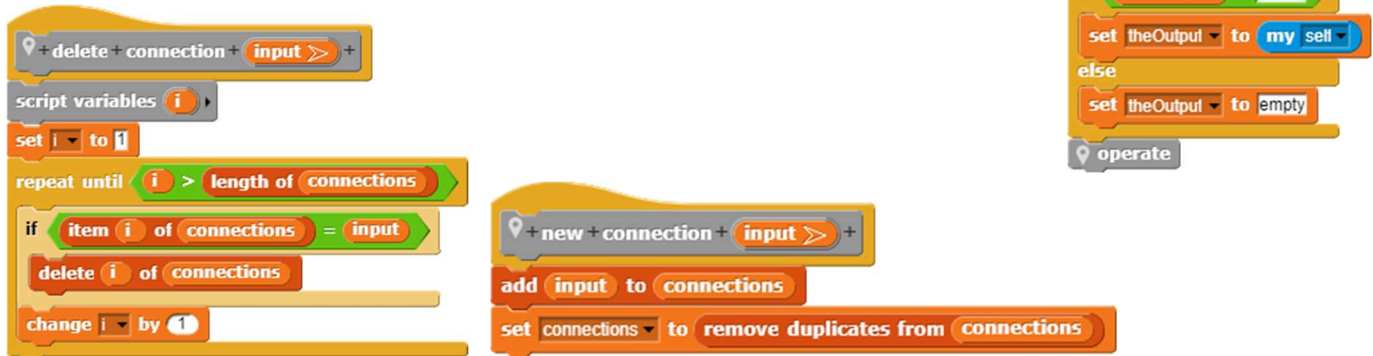 + delete + connection + input +
script variables i
set i to 1
repeat until i > length of connections
if item i of connections = input
delete i of connections
change i by 1
+ new + connection + input +
add input to connections
set connections to remove duplicates from connections
set theOutput to my self
else
set theOutput to empty
operate